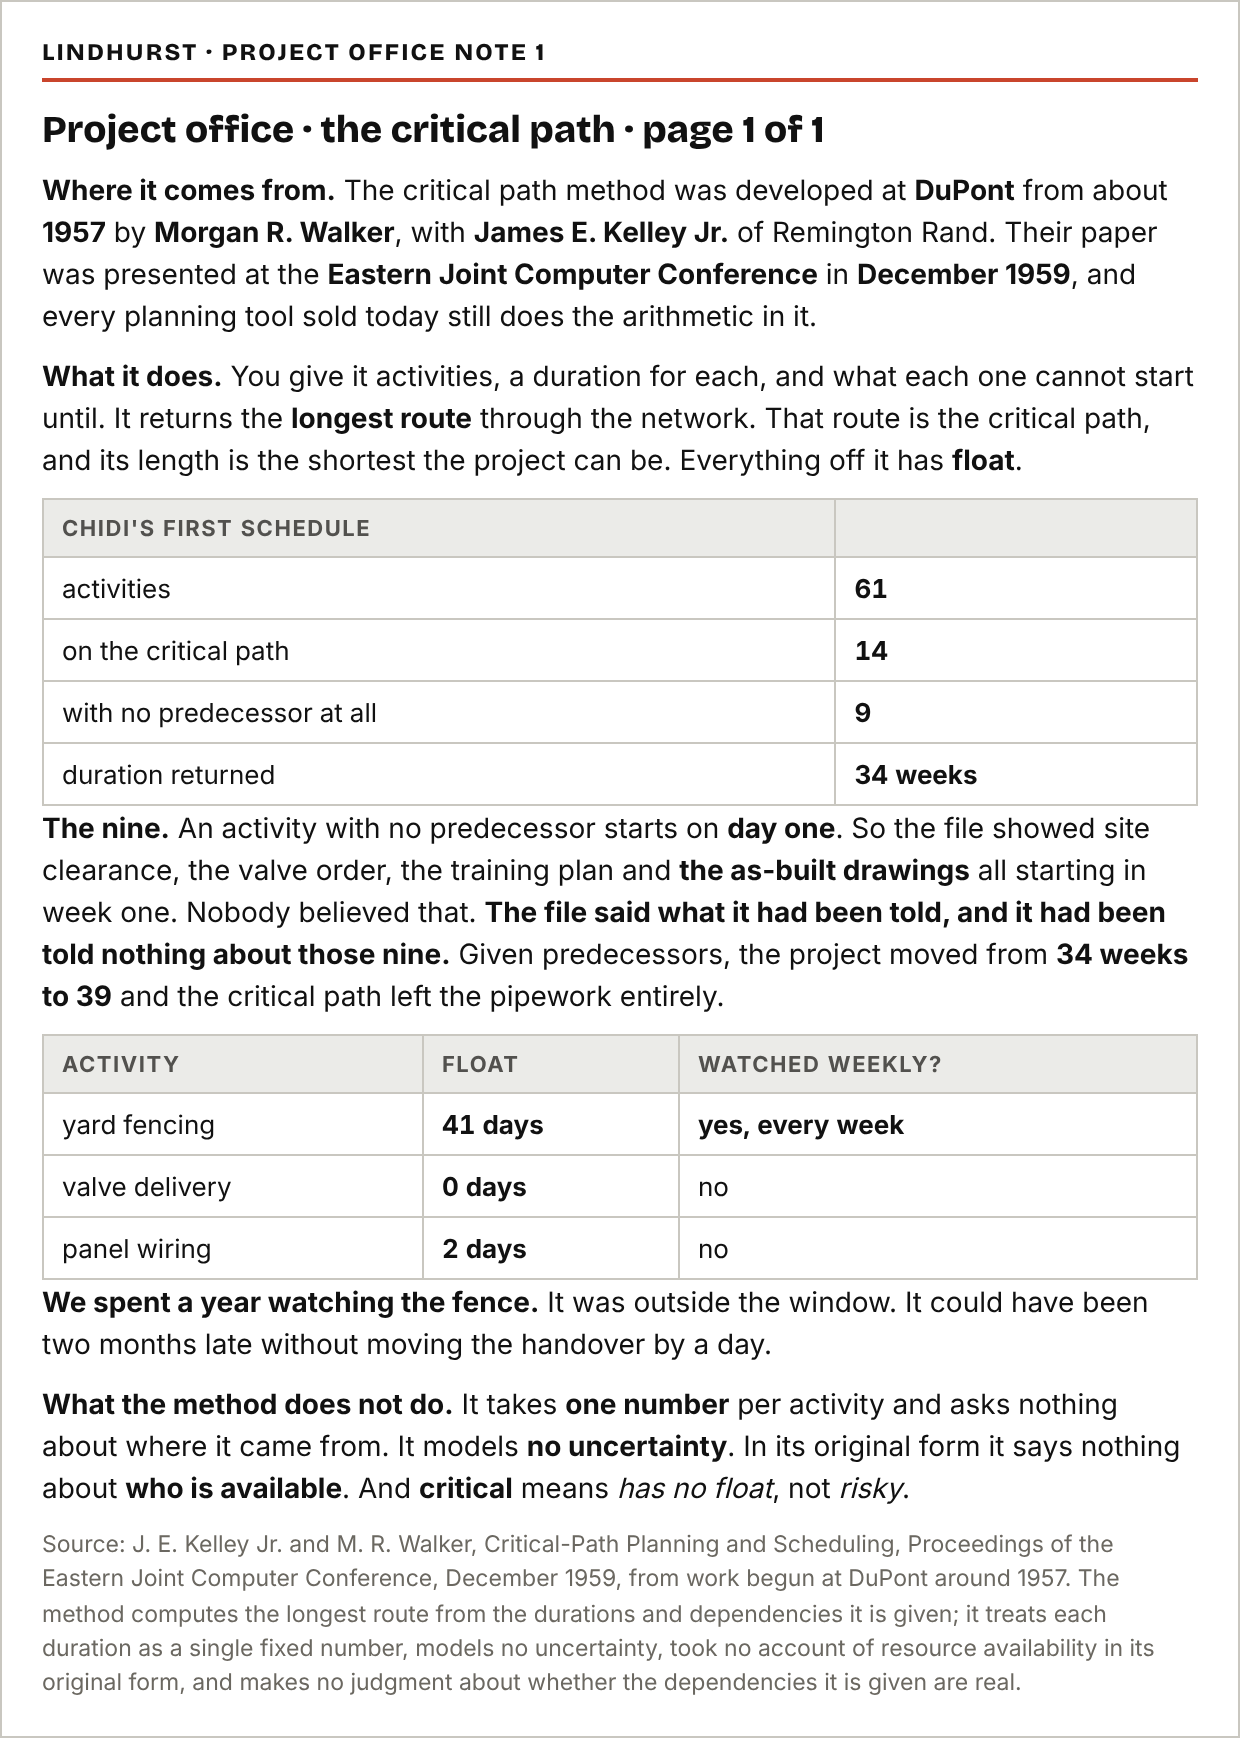 LINDHURST · PROJECT OFFICE NOTE 1
Project office · the critical path · page 1 of 1
Where it comes from. The critical path method was developed at DuPont from about
1957 by Morgan R. Walker, with James E. Kelley Jr. of Remington Rand. Their paper
was presented at the Eastern Joint Computer Conference in December 1959, and
every planning tool sold today still does the arithmetic in it.
What it does. You give it activities, a duration for each, and what each one cannot start
until. It returns the longest route through the network. That route is the critical path,
and its length is the shortest the project can be. Everything off it has float.
CHIDI'S FIRST SCHEDULE
activities 61
on the critical path 14
with no predecessor at all 9
duration returned 34 weeks
The nine. An activity with no predecessor starts on day one. So the file showed site
clearance, the valve order, the training plan and the as-built drawings all starting in
week one. Nobody believed that. The file said what it had been told, and it had been
told nothing about those nine. Given predecessors, the project moved from 34 weeks
to 39 and the critical path left the pipework entirely.
ACTIVITY FLOAT WATCHED WEEKLY?
yard fencing 41 days yes, every week
valve delivery 0 days no
panel wiring 2 days no
We spent a year watching the fence. It was outside the window. It could have been
two months late without moving the handover by a day.
What the method does not do. It takes one number per activity and asks nothing
about where it came from. It models no uncertainty. In its original form it says nothing
about who is available. And critical means has no float, not risky.
Source: J. E. Kelley Jr. and M. R. Walker, Critical-Path Planning and Scheduling, Proceedings of the
Eastern Joint Computer Conference, December 1959, from work begun at DuPont around 1957. The
method computes the longest route from the durations and dependencies it is given; it treats each
duration as a single fixed number, models no uncertainty, took no account of resource availability in its
original form, and makes no judgment about whether the dependencies it is given are real.